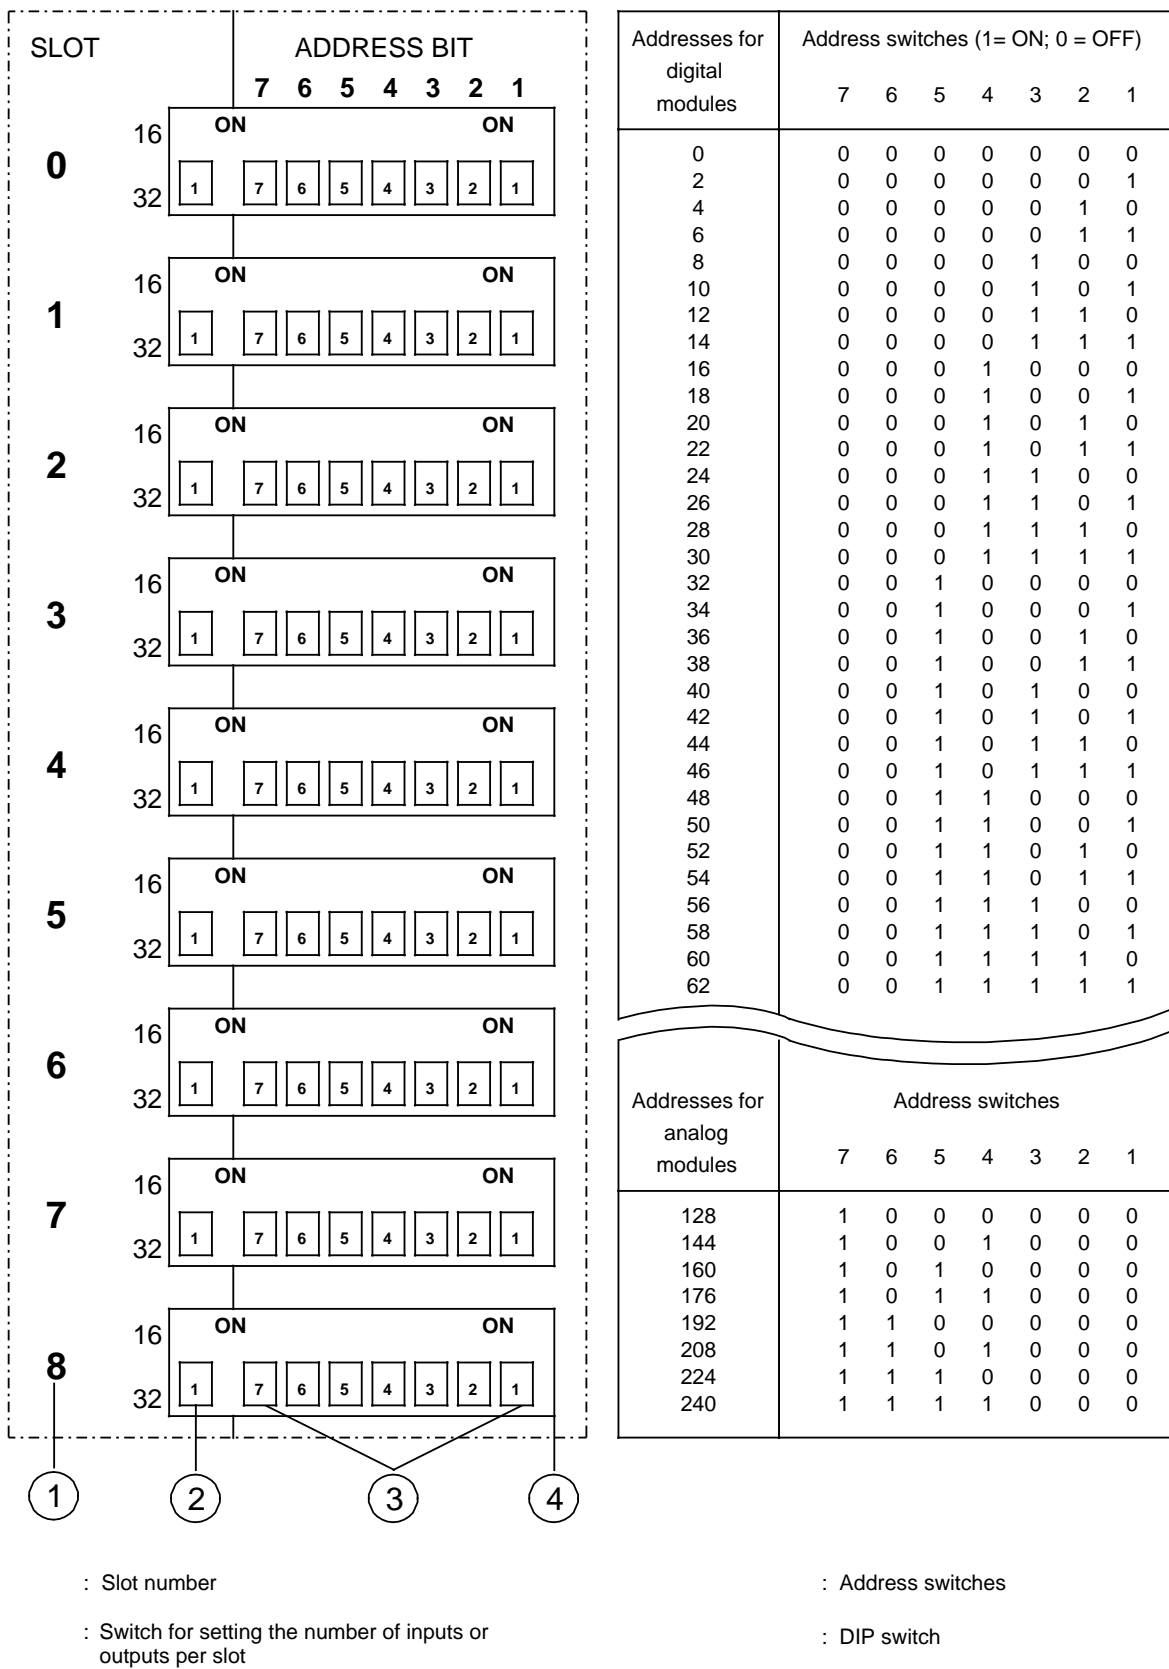 SLOT ADDRESS BIT
7 6 5 4 3 2 1
0 16 ON ON
32 1 7 6 5 4 3 2 1
1 16 ON ON
32 1 7 6 5 4 3 2 1
2 16 ON ON
32 1 7 6 5 4 3 2 1
3 16 ON ON
32 1 7 6 5 4 3 2 1
4 16 ON ON
32 1 7 6 5 4 3 2 1
5 16 ON ON
32 1 7 6 5 4 3 2 1
6 16 ON ON
32 1 7 6 5 4 3 2 1
7 16 ON ON
32 1 7 6 5 4 3 2 1
8 16 ON ON
32 1 7 6 5 4 3 2 1
1 2 3 4
Addresses for digital modules
Address switches (1= ON; 0 = OFF)
7 6 5 4 3 2 1
0 0 0 0 0 0 0 0
2 0 0 0 0 0 0 1
4 0 0 0 0 0 1 0
6 0 0 0 0 0 1 1
8 0 0 0 0 1 0 0
10 0 0 0 0 1 0 1
12 0 0 0 0 1 1 0
14 0 0 0 0 1 1 1
16 0 0 0 1 0 0 0
18 0 0 0 1 0 0 1
20 0 0 0 1 0 1 0
22 0 0 0 1 0 1 1
24 0 0 0 1 1 0 0
26 0 0 0 1 1 0 1
28 0 0 0 1 1 1 0
30 0 0 0 1 1 1 1
32 0 0 1 0 0 0 0
34 0 0 1 0 0 0 1
36 0 0 1 0 0 1 0
38 0 0 1 0 0 1 1
40 0 0 1 0 1 0 0
42 0 0 1 0 1 0 1
44 0 0 1 0 1 1 0
46 0 0 1 0 1 1 1
48 0 0 1 1 0 0 0
50 0 0 1 1 0 0 1
52 0 0 1 1 0 1 0
54 0 0 1 1 0 1 1
56 0 0 1 1 1 0 0
58 0 0 1 1 1 0 1
60 0 0 1 1 1 1 0
62 0 0 1 1 1 1 1
Addresses for analog modules
Address switches
7 6 5 4 3 2 1
128 1 0 0 0 0 0 0
144 1 0 0 1 0 0 0
160 1 0 1 0 0 0 0
176 1 0 1 1 0 0 0
192 1 1 0 0 0 0 0
208 1 1 0 1 0 0 0
224 1 1 1 0 0 0 0
240 1 1 1 1 0 0 0
: Slot number
: Switch for setting the number of inputs or
outputs per slot
: Address switches
: DIP switch